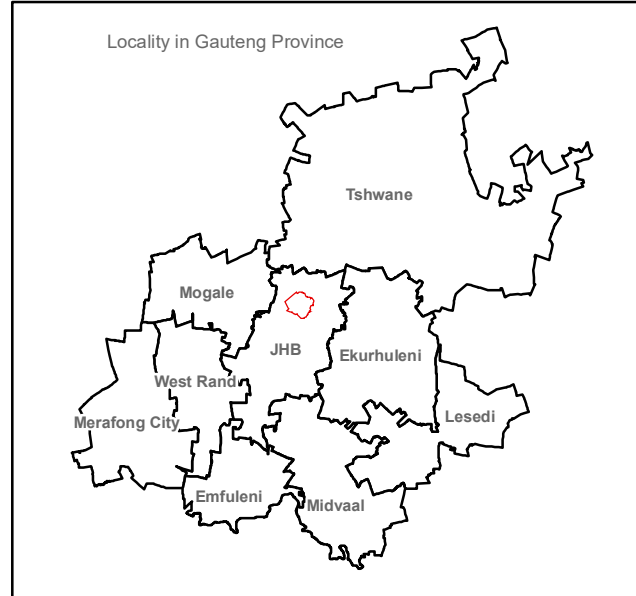 Locality in Gauteng Province
Tshwane
Mogale
JHB
Ekurhuleni
West Rand
Merafong City
Lesedi
Emfuleni
Midvaal